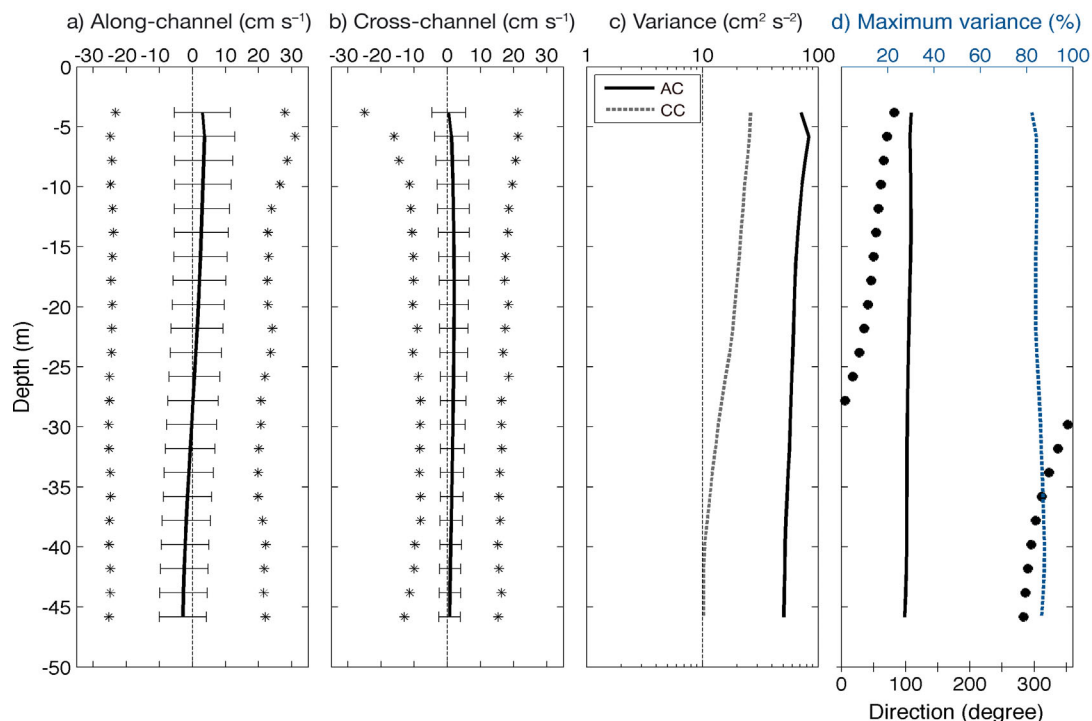 a) Along-channel (cm s⁻¹) b) Cross-channel (cm s⁻¹) c) Variance (cm² s⁻²) d) Maximum variance (%)
-30 -20 -10 0 10 20 30 -30 -20 -10 0 10 20 30 1 10 100 20 40 60 80 100
0
-5
-10
-15
-20
-25
-30
-35
-40
-45
-50
Depth (m)
AC
CC
0 100 200 300
Direction (degree)